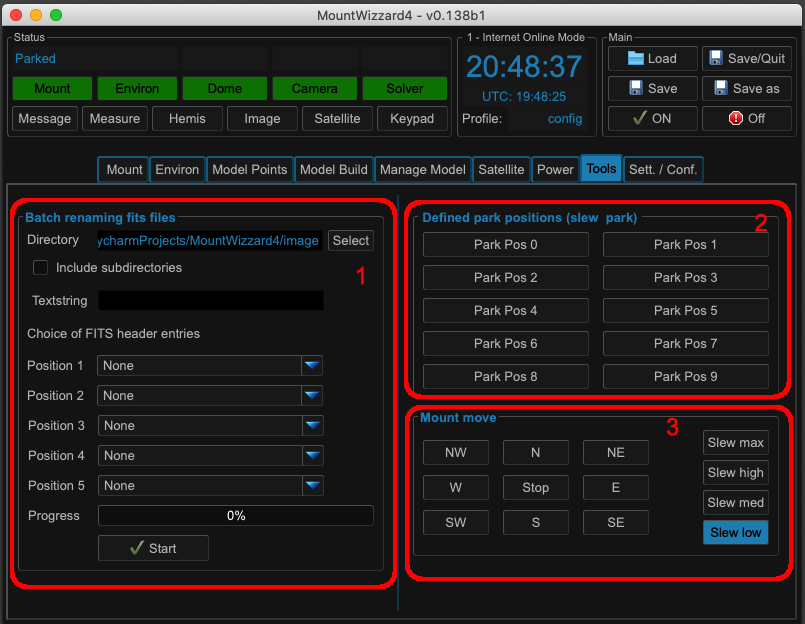 MountWizzard4 - v0.138b1
Status
Parked
Mount Environ Dome Camera Solver
Message Measure Hemis Image Satellite Keypad
1 - Internet Online Mode
20:48:37
UTC: 19:48:25
Profile: config
Main
Load Save/Quit
Save Save as
ON Off
Mount Environ Model Points Model Build Manage Model Satellite Power Tools Sett. / Conf.
Batch renaming fits files
Directory ycharmProjects/MountWizzard4/image Select
1
Include subdirectories
Textstring
Choice of FITS header entries
Position 1 None
Position 2 None
Position 3 None
Position 4 None
Position 5 None
Progress 0%
Start
Defined park positions (slew park)
2
Park Pos 0 Park Pos 1
Park Pos 2 Park Pos 3
Park Pos 4 Park Pos 5
Park Pos 6 Park Pos 7
Park Pos 8 Park Pos 9
Mount move
3
NW N NE Slew max
W Stop E Slew high
SW S SE Slew med
Slew low